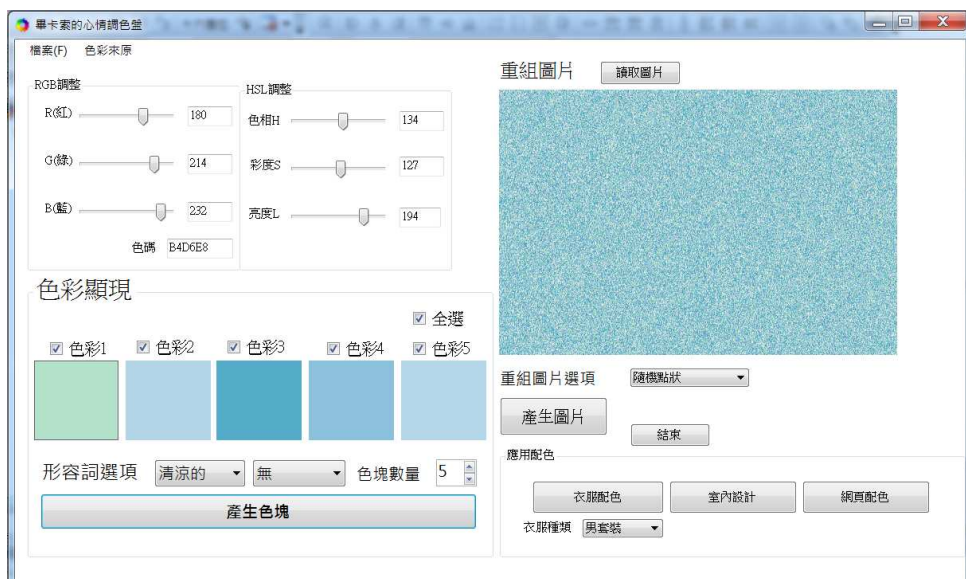 畢卡索的心情調色盤
檔案(F) 色彩來原
RGB調整
R(紅) 180
G(綠) 214
B(藍) 232
色碼 B4D6E8
HSL調整
色相H 134
彩度S 127
亮度L 194
色彩顯現
全選
色彩1 色彩2 色彩3 色彩4 色彩5
形容詞選項 清涼的 無 色塊數量 5
產生色塊
重組圖片 讀取圖片
重組圖片選項 隨機點狀
產生圖片
結束
應用配色
衣服配色 室內設計 網頁配色
衣服種類 男套裝